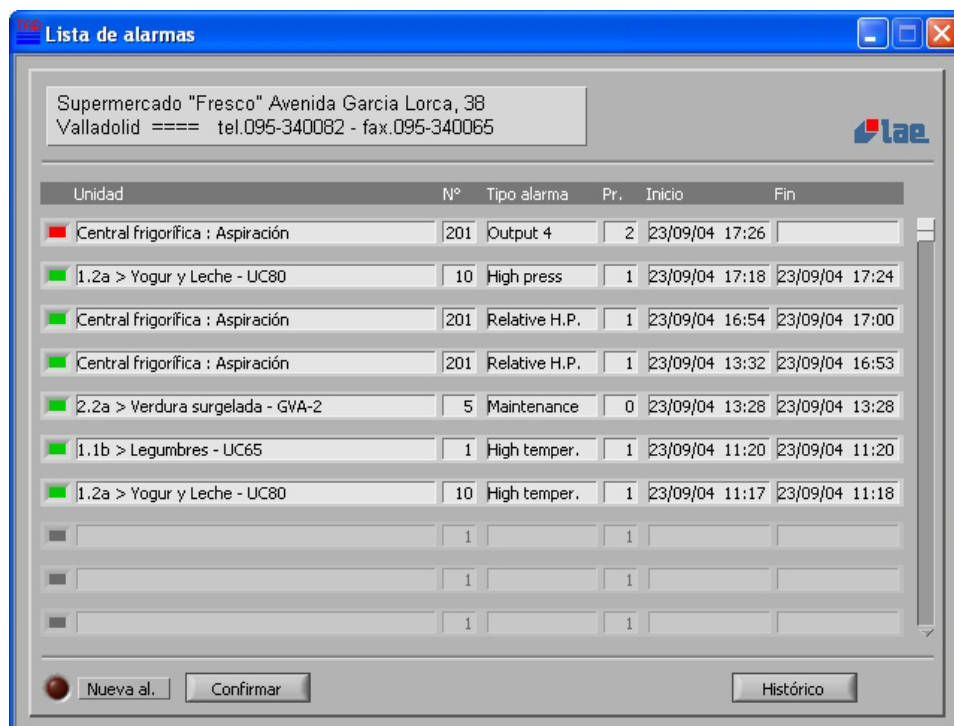 TAB
Lista de alarmas
Supermercado "Fresco" Avenida Garcia Lorca, 38
Valladolid ==== tel.095-340082 - fax.095-340065
lae
Unidad N° Tipo alarma Pr. Inicio Fin
Central frigorífica : Aspiración 201 Output 4 2 23/09/04 17:26
1.2a > Yogur y Leche - UC80 10 High press 1 23/09/04 17:18 23/09/04 17:24
Central frigorífica : Aspiración 201 Relative H.P. 1 23/09/04 16:54 23/09/04 17:00
Central frigorífica : Aspiración 201 Relative H.P. 1 23/09/04 13:32 23/09/04 16:53
2.2a > Verdura surgelada - GVA-2 5 Maintenance 0 23/09/04 13:28 23/09/04 13:28
1.1b > Legumbres - UC65 1 High temper. 1 23/09/04 11:20 23/09/04 11:20
1.2a > Yogur y Leche - UC80 10 High temper. 1 23/09/04 11:17 23/09/04 11:18
1 1
1 1
1 1
Nueva al. Confirmar Histórico